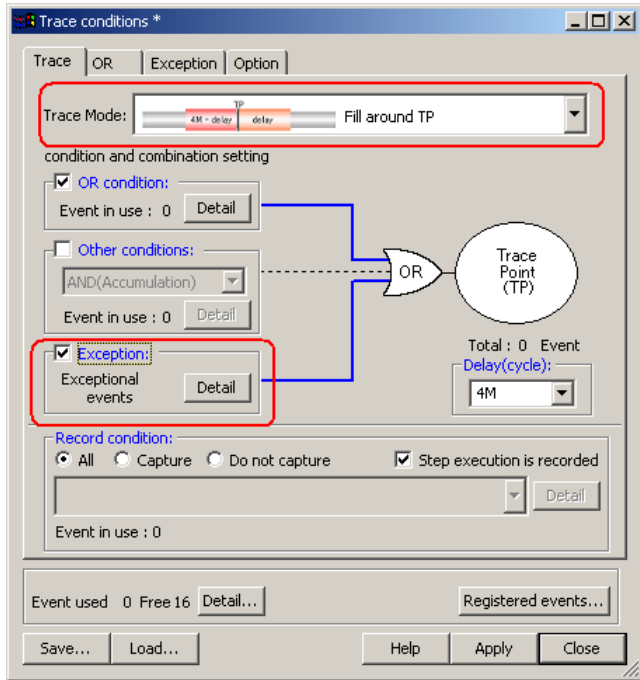 Trace conditions *
Trace OR Exception Option
Trace Mode: 4M - delay TP delay Fill around TP
condition and combination setting
OR condition:
Event in use : 0 Detail
Other conditions:
AND(Accumulation)
Event in use : 0 Detail
Exception:
Exceptional events Detail
OR
Trace
Point
(TP)
Total : 0 Event
Delay(cycle):
4M
Record condition:
All Capture Do not capture Step execution is recorded
Detail
Event in use : 0
Event used 0 Free 16 Detail... Registered events...
Save... Load... Help Apply Close